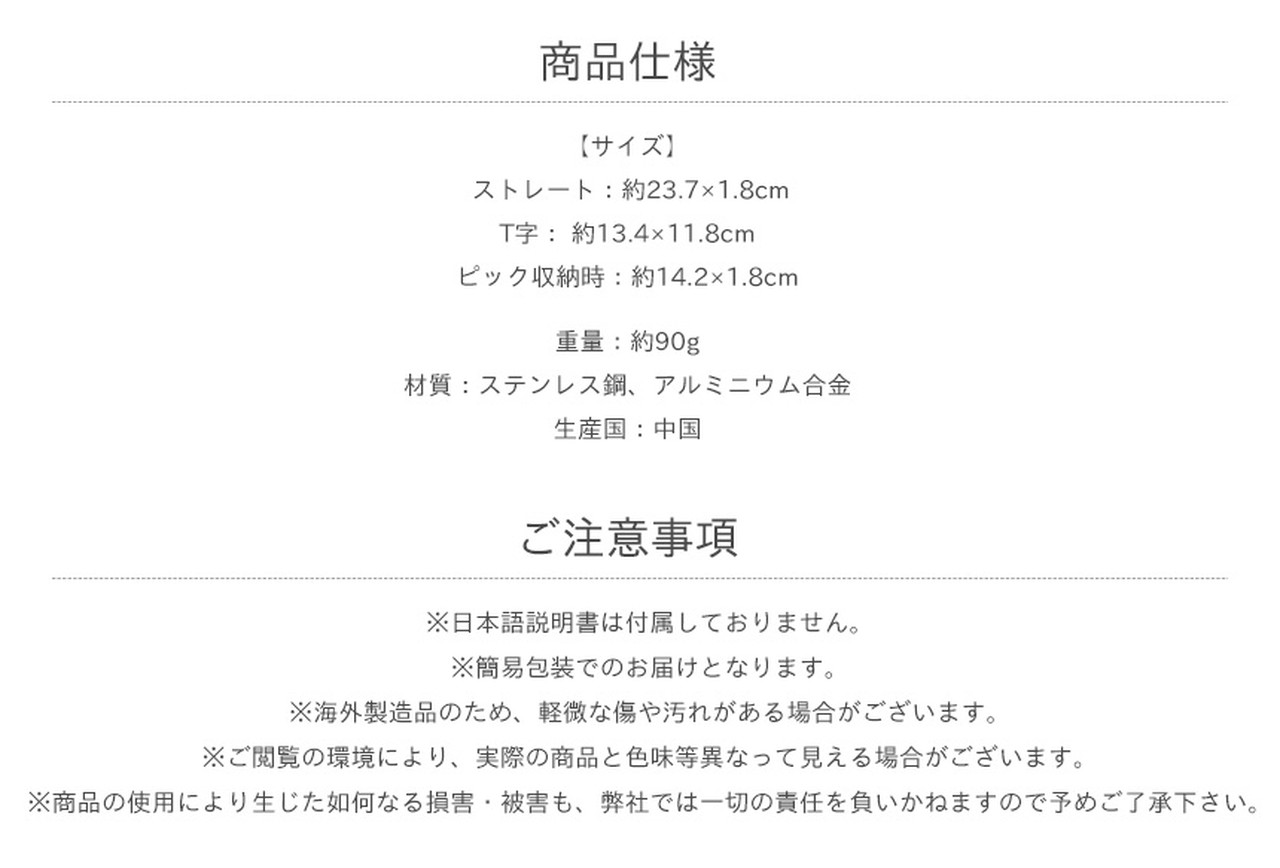 商品仕様
【サイズ】
ストレート：約23.7×1.8cm
T字： 約13.4×11.8cm
ピック収納時：約14.2×1.8cm
重量：約90g
材質：ステンレス鋼、アルミニウム合金
生産国：中国
ご注意事項
※日本語説明書は付属しておりません。
※簡易包装でのお届けとなります。
※海外製造品のため、軽微な傷や汚れがある場合がございます。
※ご閲覧の環境により、実際の商品と色味等異なって見える場合がございます。
※商品の使用により生じた如何なる損害・被害も、弊社では一切の責任を負いかねますので予めご了承下さい。